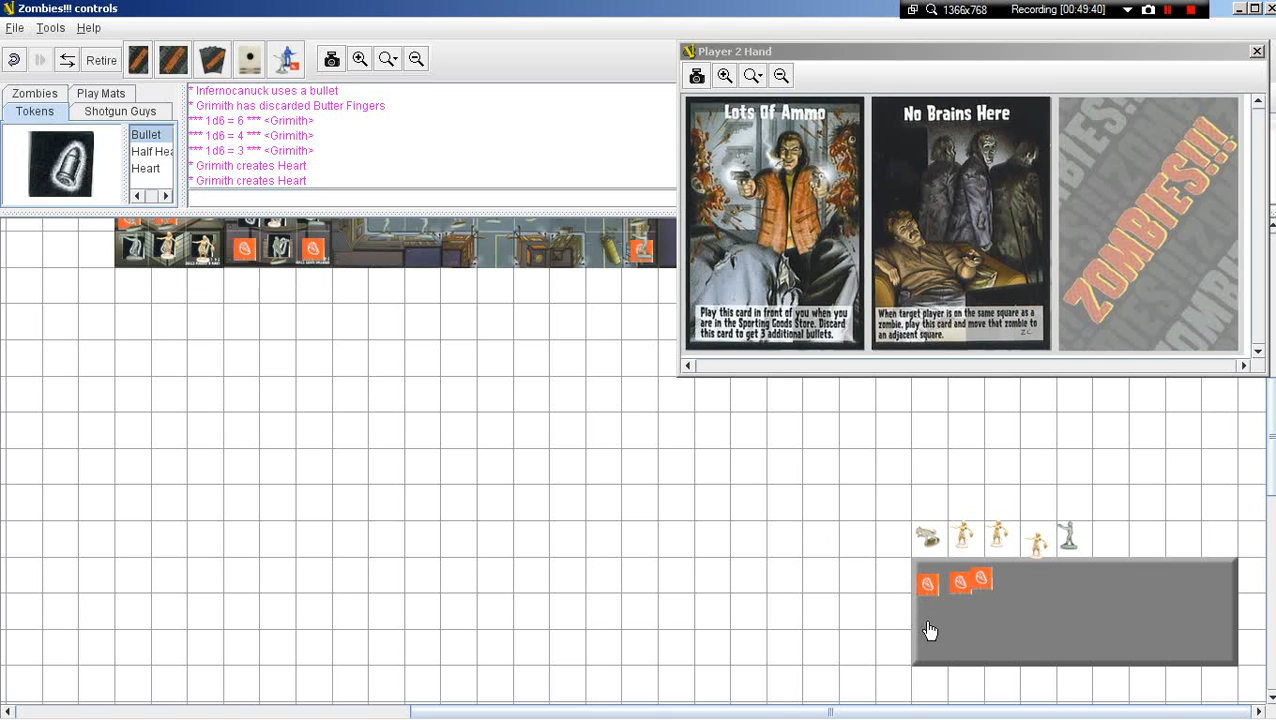 Zombies!!! controls
1366x768
Recording [00:49:40]
File Tools Help
Retire
Zombies Play Mats
Tokens Shotgun Guys
Bullet
Half Hea
Heart
* Infernocanuck uses a bullet
* Grimith has discarded Butter Fingers
*** 1d6 = 6 *** <Grimith>
*** 1d6 = 4 *** <Grimith>
*** 1d6 = 3 *** <Grimith>
* Grimith creates Heart
* Grimith creates Heart
Player 2 Hand
Lots Of Ammo
Play this card in front of you when you
are in the Sporting Goods Store. Discard
this card to get 3 additional bullets.
No Brains Here
When target player is on the same square as a
zombie, play this card and move that zombie to
an adjacent square.
ZOMBIES!!!